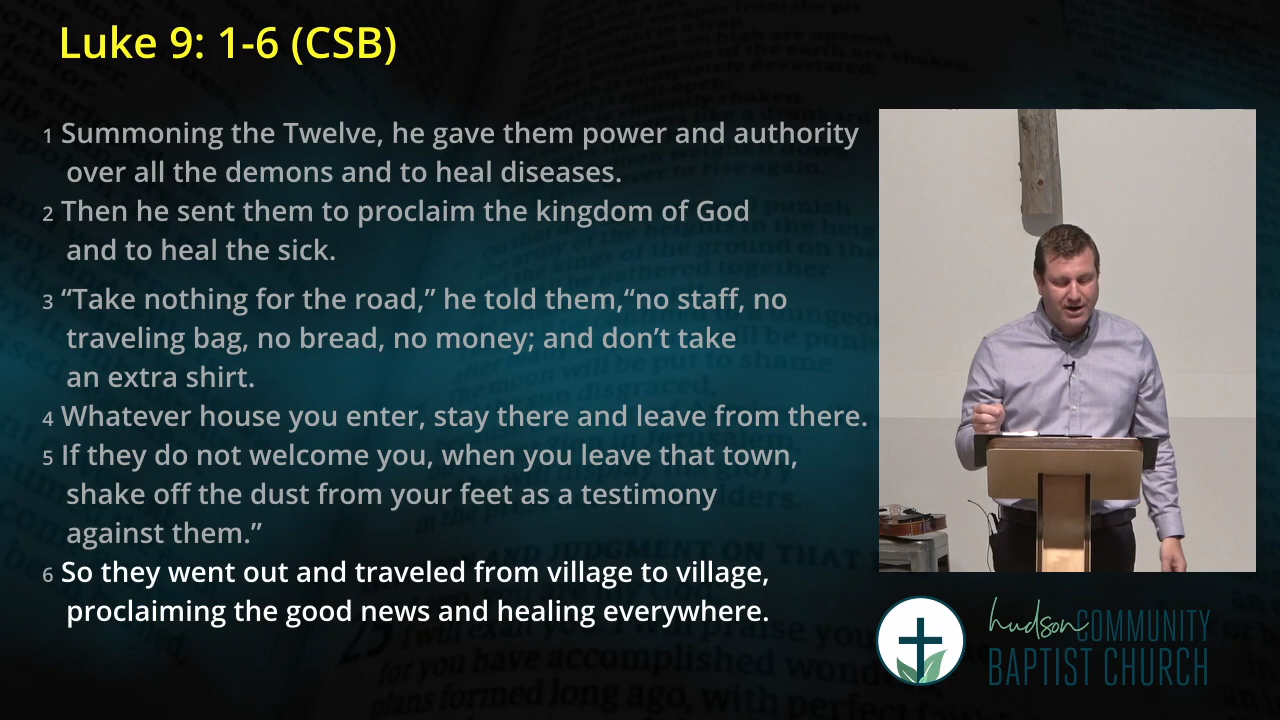 Luke 9: 1-6 (CSB)
1 Summoning the Twelve, he gave them power and authority
over all the demons and to heal diseases.
2 Then he sent them to proclaim the kingdom of God
and to heal the sick.
3 “Take nothing for the road,” he told them,“no staff, no
traveling bag, no bread, no money; and don’t take
an extra shirt.
4 Whatever house you enter, stay there and leave from there.
5 If they do not welcome you, when you leave that town,
shake off the dust from your feet as a testimony
against them.”
6 So they went out and traveled from village to village,
proclaiming the good news and healing everywhere.
hudson COMMUNITY
BAPTIST CHURCH